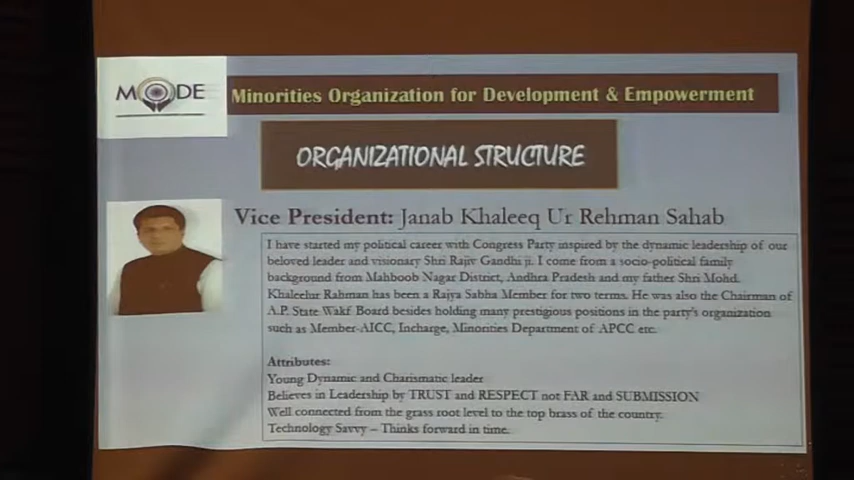 MODE
Minorities Organization for Development & Empowerment
ORGANIZATIONAL STRUCTURE
Vice President: Janab Khaleeq Ur Rehman Sahab
I have started my political career with Congress Party inspired by the dynamic leadership of our
beloved leader and visionary Shri Rajiv Gandhi ji. I come from a socio-political family
background from Mahboob Nagar District, Andhra Pradesh and my father Shri Mohd.
Khaleelur Rahman has been a Rajya Sabha Member for two terms. He was also the Chairman of
A.P. State Wakf Board besides holding many prestigious positions in the party's organization
such as Member-AICC, Incharge, Minorities Department of APCC etc.
Attributes:
Young Dynamic and Charismatic leader
Believes in Leadership by TRUST and RESPECT not FAR and SUBMISSION
Well connected from the grass root level to the top brass of the country.
Technology Savvy – Thinks forward in time.